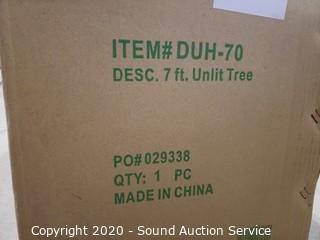 ITEM#DUH-70
DESC. 7 ft. Unlit Tree
PO#029338
QTY: 1 PC
MADE IN CHINA
Copyright 2020 - Sound Auction Service